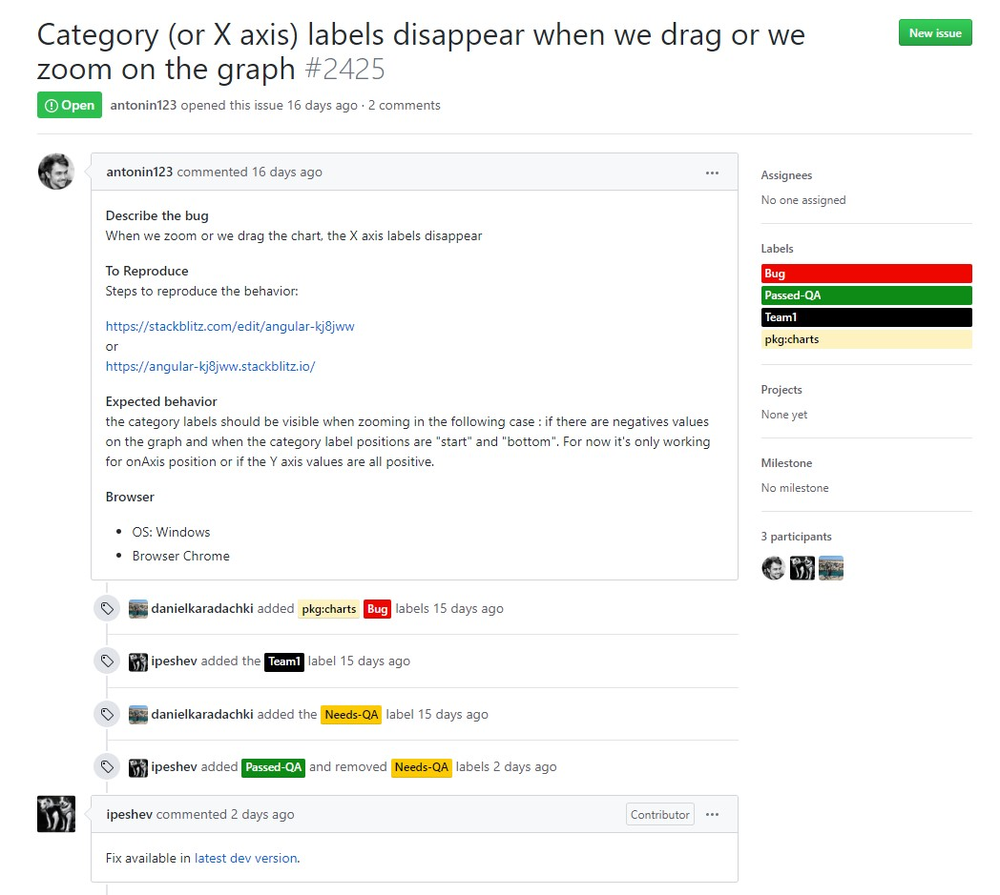 Category (or X axis) labels disappear when we drag or we
zoom on the graph #2425
New issue
Open antonin123 opened this issue 16 days ago · 2 comments
antonin123 commented 16 days ago
Describe the bug
When we zoom or we drag the chart, the X axis labels disappear
To Reproduce
Steps to reproduce the behavior:
https://stackblitz.com/edit/angular-kj8jww
or
https://angular-kj8jww.stackblitz.io/
Expected behavior
the category labels should be visible when zooming in the following case : if there are negatives values
on the graph and when the category label positions are "start" and "bottom". For now it's only working
for onAxis position or if the Y axis values are all positive.
Browser
• OS: Windows
• Browser Chrome
danielkaradachki added pkg:charts Bug labels 15 days ago
ipeshev added the Team1 label 15 days ago
danielkaradachki added the Needs-QA label 15 days ago
ipeshev added Passed-QA and removed Needs-QA labels 2 days ago
ipeshev commented 2 days ago Contributor
Fix available in latest dev version.
Assignees
No one assigned
Labels
Bug
Passed-QA
Team1
pkg:charts
Projects
None yet
Milestone
No milestone
3 participants